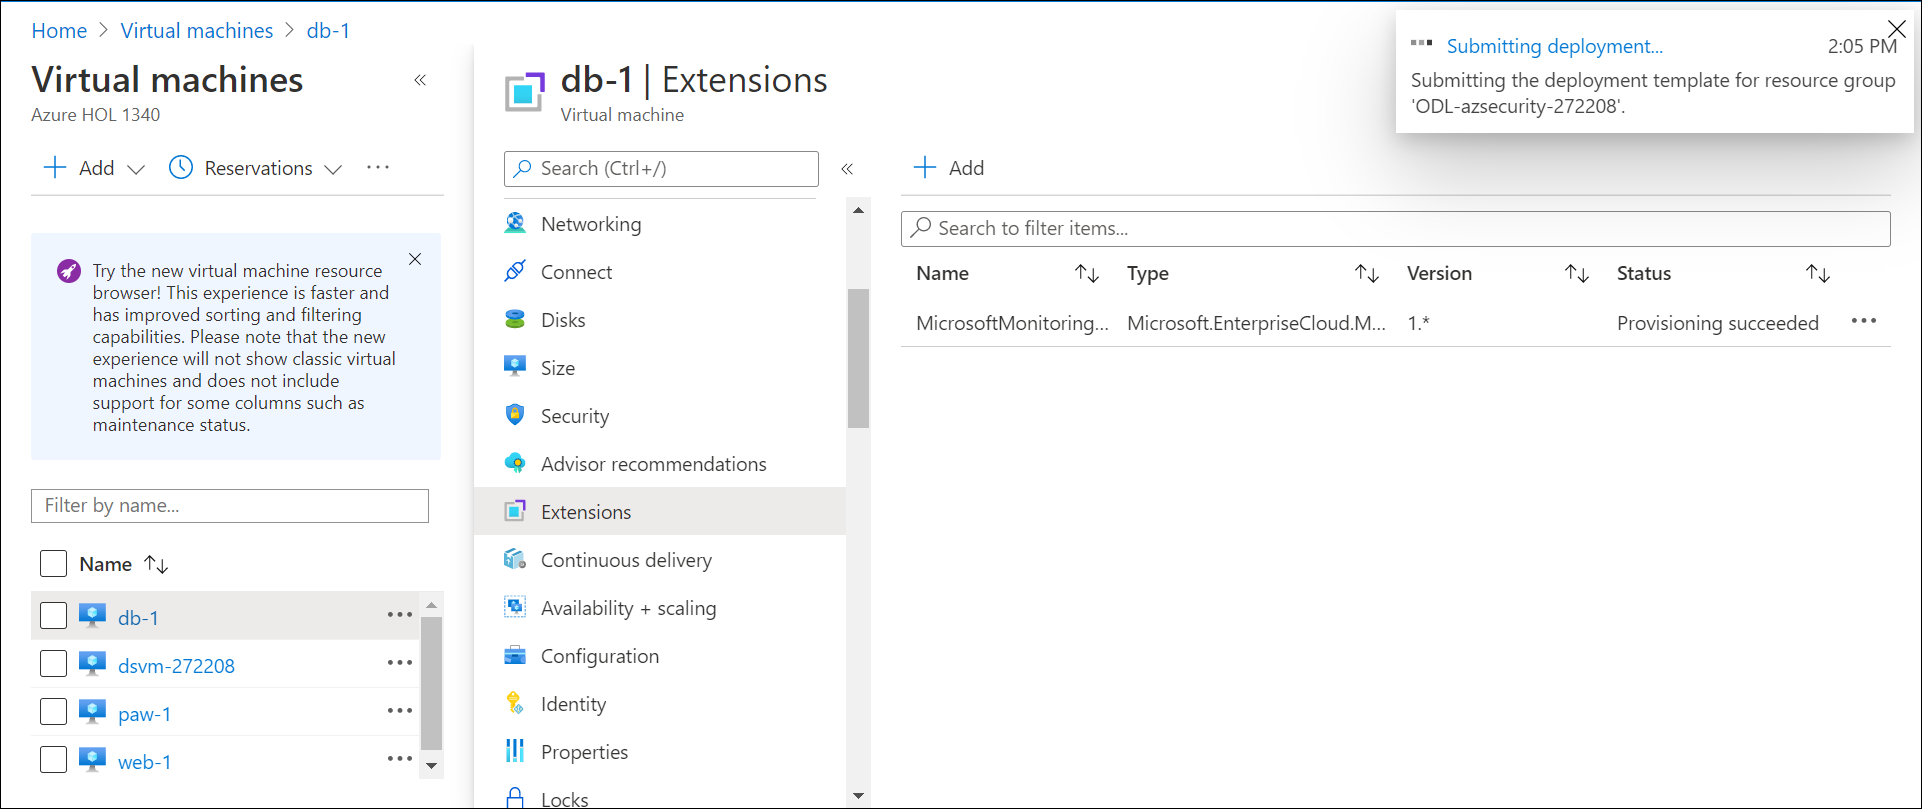 Home > Virtual machines > db-1
Virtual machines
«
Azure HOL 1340
Add
Reservations
...
Try the new virtual machine resource
browser! This experience is faster and
has improved sorting and filtering
capabilities. Please note that the new
experience will not show classic virtual
machines and does not include
support for some columns such as
maintenance status.
Filter by name...
Name
db-1
dsvm-272208
paw-1
web-1
db-1 | Extensions
Virtual machine
Search (Ctrl+/)
«
Networking
Connect
Disks
Size
Security
Advisor recommendations
Extensions
Continuous delivery
Availability + scaling
Configuration
Identity
Properties
Locks
Add
Search to filter items...
Name Type Version Status
MicrosoftMonitoring... Microsoft.EnterpriseCloud.M... 1.* Provisioning succeeded
Submitting deployment... 2:05 PM
Submitting the deployment template for resource group
'ODL-azsecurity-272208'.